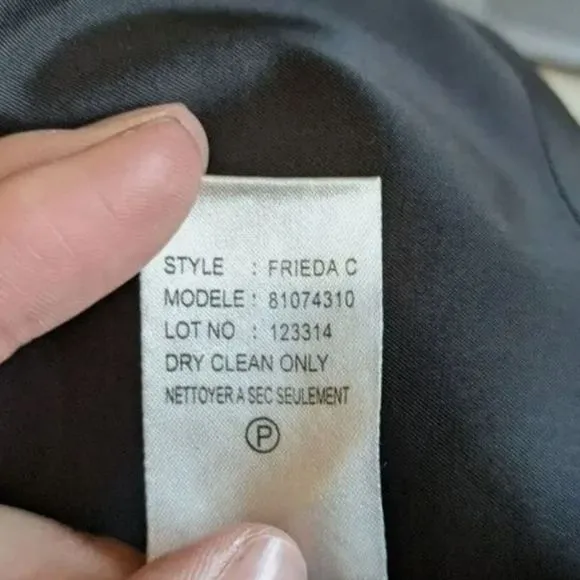 STYLE : FRIEDA C
MODELE : 81074310
LOT NO : 123314
DRY CLEAN ONLY
NETTOYER A SEC SEULEMENT
P